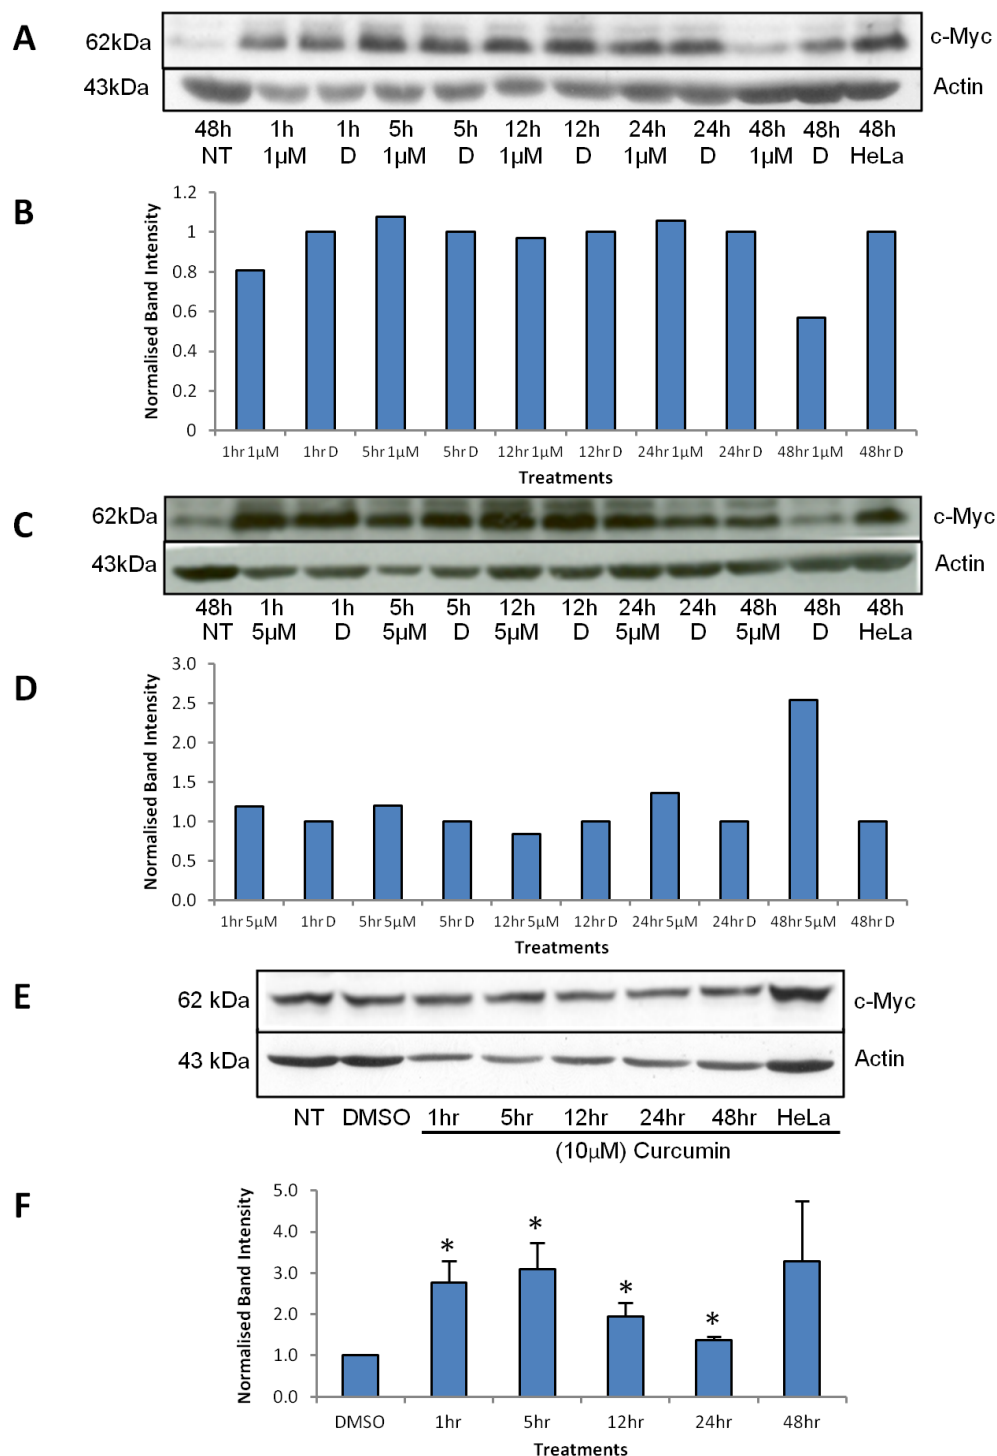 A
62kDa
c-Myc
43kDa
Actin
48h 1h 1h 5h 5h 12h 12h 24h 24h 48h 48h 48h
NT 1µM D 1µM D 1µM D 1µM D 1µM D HeLa
B
Normalised Band Intensity
1.2
1
0.8
0.6
0.4
0.2
0
1hr 1µM 1hr D 5hr 1µM 5hr D 12hr 1µM 12hr D 24hr 1µM 24hr D 48hr 1µM 48hr D
Treatments
C
62kDa
c-Myc
43kDa
Actin
48h 1h 1h 5h 5h 12h 12h 24h 24h 48h 48h 48h
NT 5µM D 5µM D 5µM D 5µM D 5µM D HeLa
D
Normalised Band Intensity
3.0
2.5
2.0
1.5
1.0
0.5
0.0
1hr 5µM 1hr D 5hr 5µM 5hr D 12hr 5µM 12hr D 24hr 5µM 24hr D 48hr 5µM 48hr D
Treatments
E
62 kDa
c-Myc
43 kDa
Actin
NT DMSO 1hr 5hr 12hr 24hr 48hr HeLa
(10µM) Curcumin
F
Normalised Band Intensity
5.0
4.0
3.0
2.0
1.0
0.0
* * * *
DMSO 1hr 5hr 12hr 24hr 48hr
Treatments